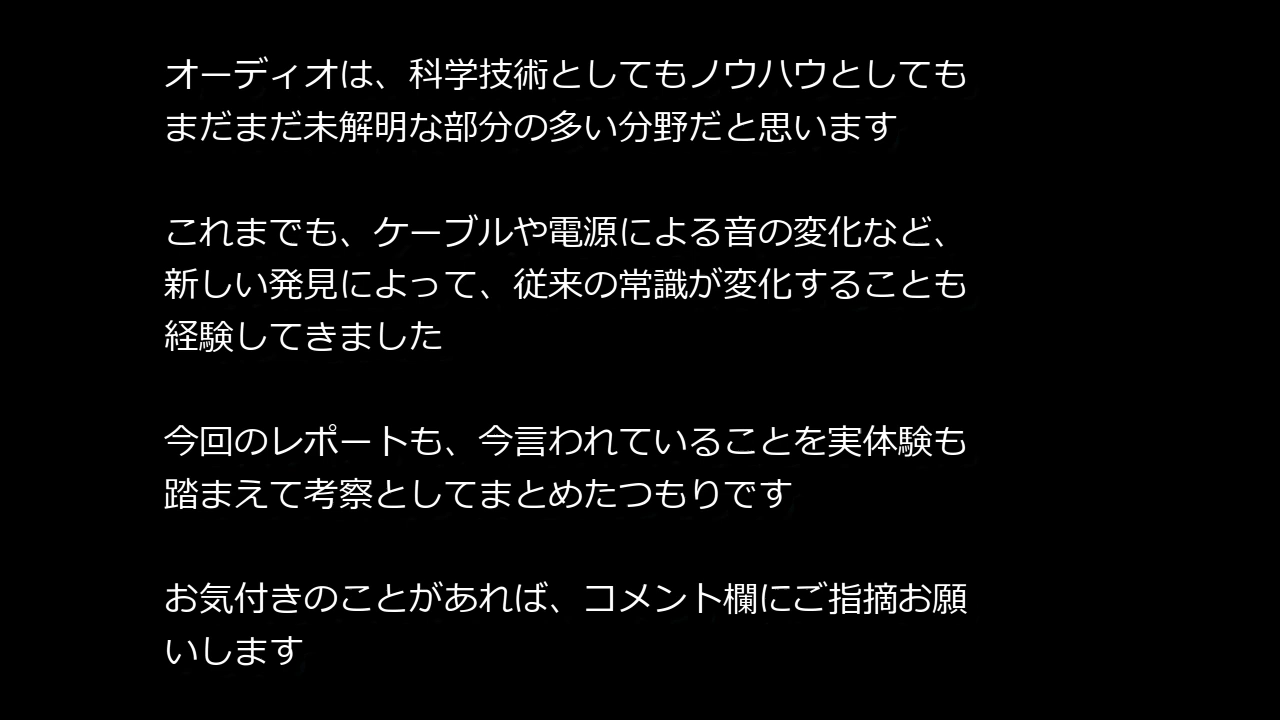 オーディオは、科学技術としてもノウハウとしても
まだまだ未解明な部分の多い分野だと思います
これまでも、ケーブルや電源による音の変化など、
新しい発見によって、従来の常識が変化することも
経験してきました
今回のレポートも、今言われていることを実体験も
踏まえて考察としてまとめたつもりです
お気付きのことがあれば、コメント欄にご指摘お願
いします